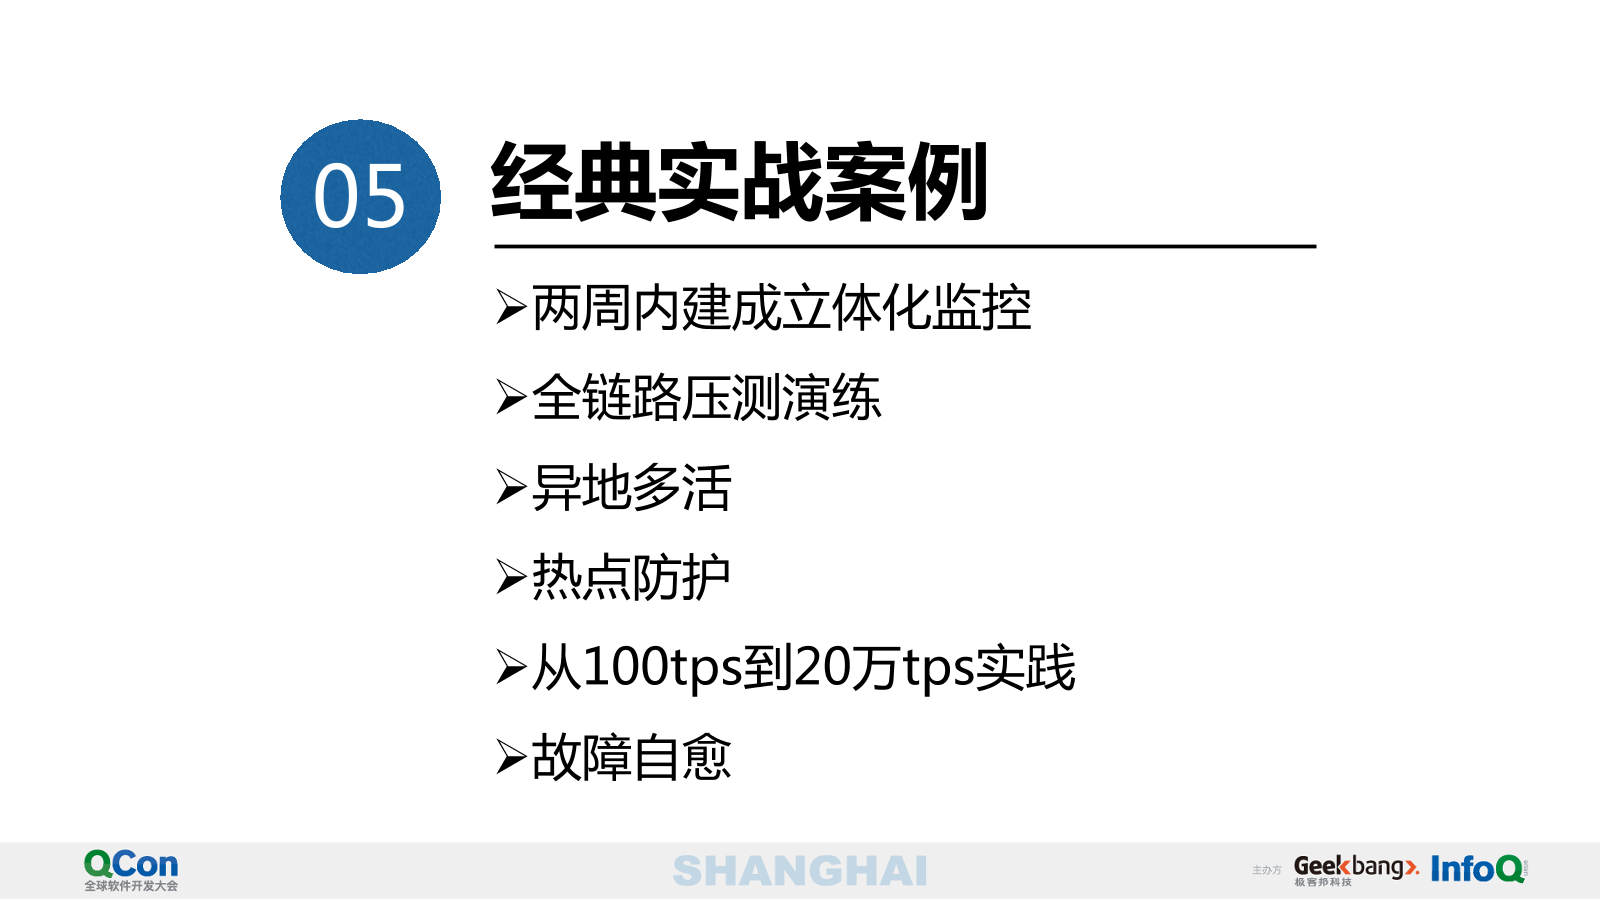 05
经典实战案例
➢两周内建成立体化监控
➢全链路压测演练
➢异地多活
➢热点防护
➢从100tps到20万tps实践
➢故障自愈
QCon
全球软件开发大会
SHANGHAI
主办方
Geekbang>.
极客邦科技
InfoQ